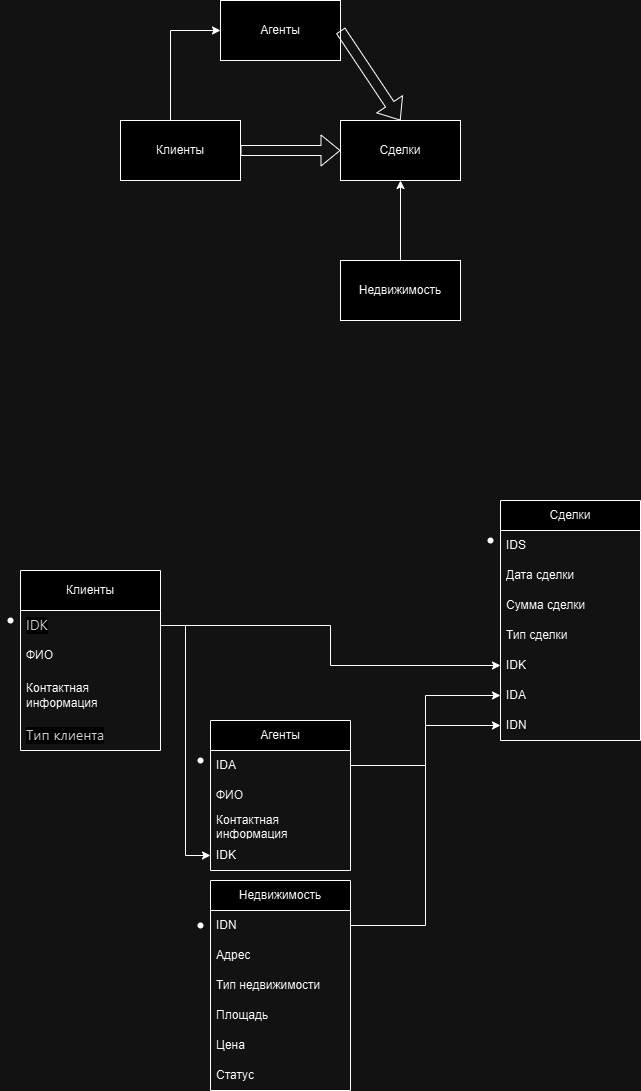 Агенты
Клиенты
Сделки
Недвижимость
Сделки
IDS
Дата сделки
Сумма сделки
Тип сделки
IDK
IDA
IDN
Клиенты
IDK
ФИО
Контактная
информация
Тип клиента
Агенты
IDA
ФИО
Контактная
информация
IDK
Недвижимость
IDN
Адрес
Тип недвижимости
Площадь
Цена
Статус